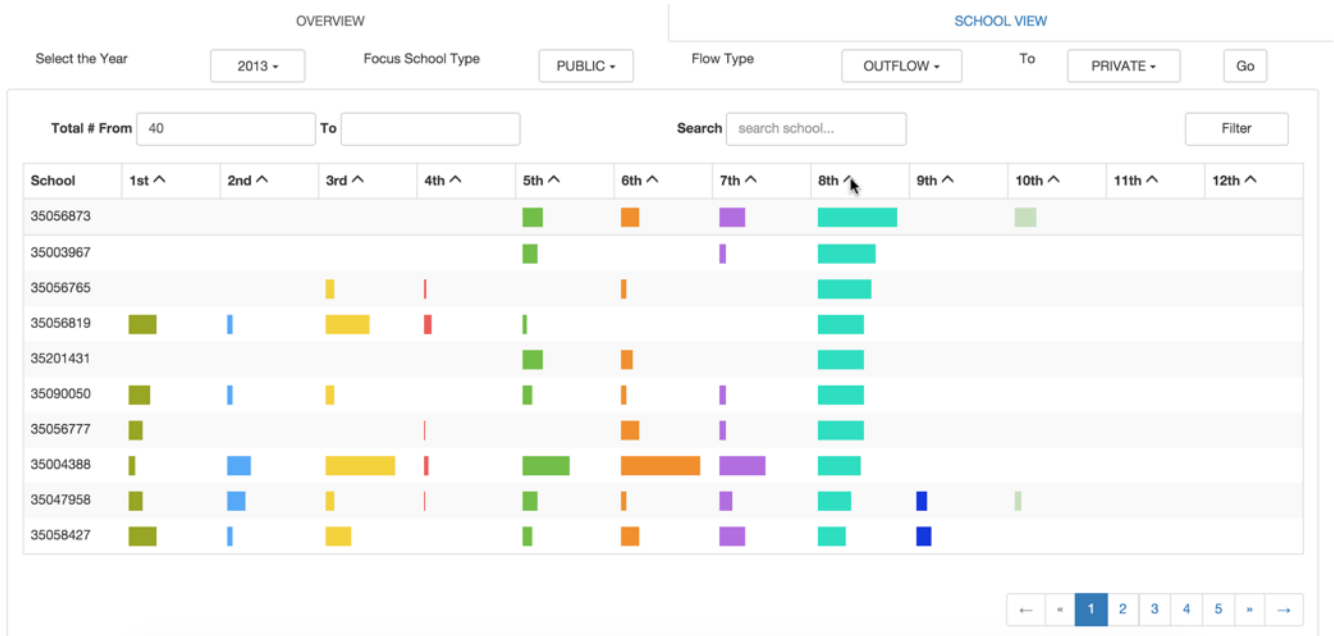 OVERVIEW SCHOOL VIEW
Select the Year 2013 Focus School Type PUBLIC Flow Type OUTFLOW To PRIVATE Go
Total # From 40 To Search search school... Filter
School 1st 2nd 3rd 4th 5th 6th 7th 8th 9th 10th 11th 12th
35056873
35003967
35056765
35056819
35201431
35090050
35056777
35004388
35047958
35058427
← « 1 2 3 4 5 » →